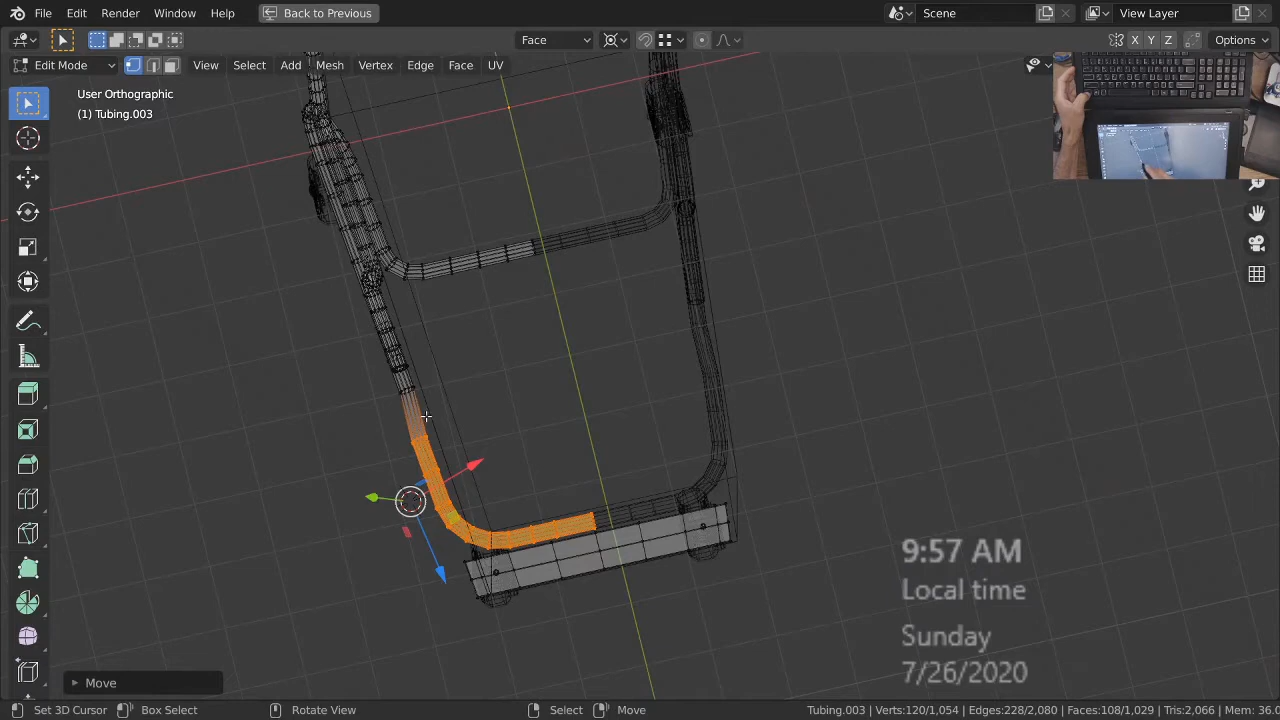 File Edit Render Window Help Back to Previous Scene View Layer
Face Options
Edit Mode View Select Add Mesh Vertex Edge Face UV
X Y Z
User Orthographic
(1) Tubing.003
9:57 AM
Local time
Sunday
7/26/2020
Move
Set 3D Cursor Box Select Rotate View Select Move Tubing.003 | Verts:120/1,054 | Edges:228/2,080 | Faces:108/1,029 | Tris:2,066 | Mem: 36.0